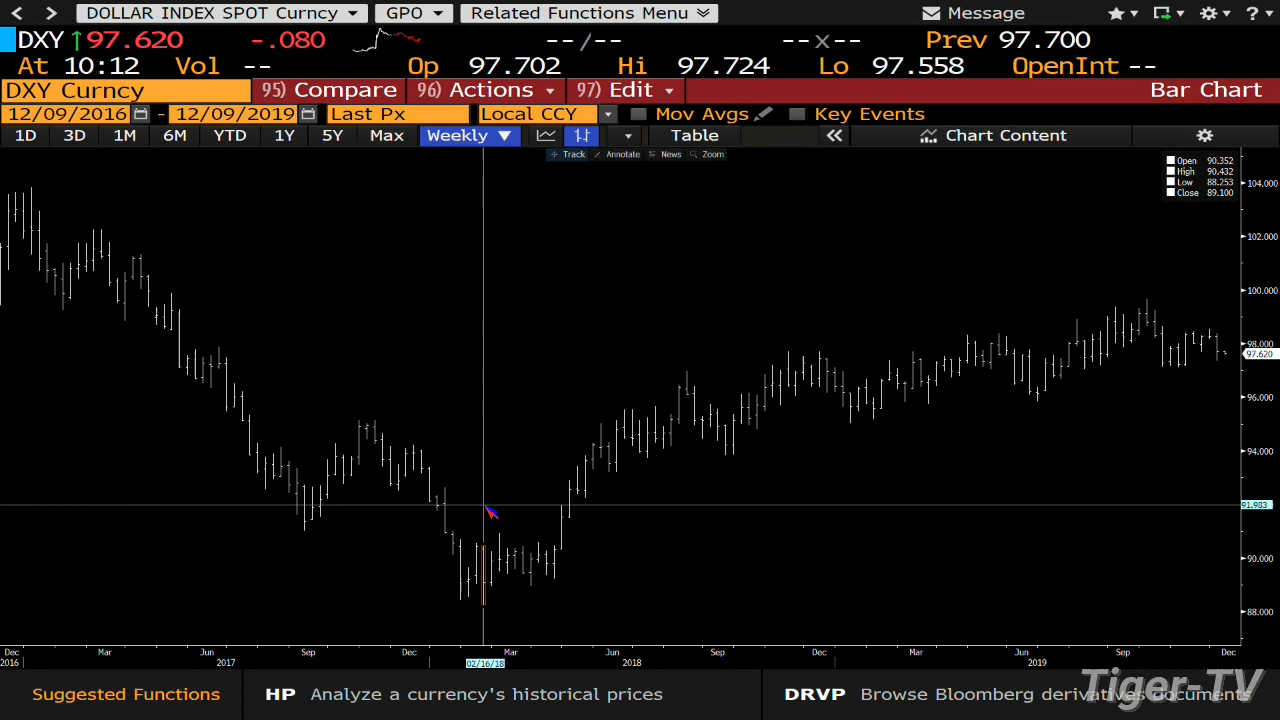 DOLLAR INDEX SPOT Curncy GPO Related Functions Menu Message ?
DXY ↑97.620 -.080 --/-- --x-- Prev 97.700
At 10:12 Vol -- Op 97.702 Hi 97.724 Lo 97.558 OpenInt --
DXY Curncy 95) Compare 96) Actions 97) Edit Bar Chart
12/09/2016 - 12/09/2019 Last Px Local CCY Mov Avgs Key Events
1D 3D 1M 6M YTD 1Y 5Y Max Weekly ▼ Table Chart Content
Track Annotate News Zoom
Open 90.352
High 90.432
Low 88.253
Close 89.100
104.000
102.000
100.000
98.000
97.620
96.000
94.000
91.983
90.000
88.000
Dec Mar Jun Sep Dec Mar Jun Sep Dec Mar Jun Sep Dec
2016 2017 02/16/18 2018 2019
Suggested Functions HP Analyze a currency's historical prices DRVP Browse Bloomberg derivatives documents
Tiger-TV